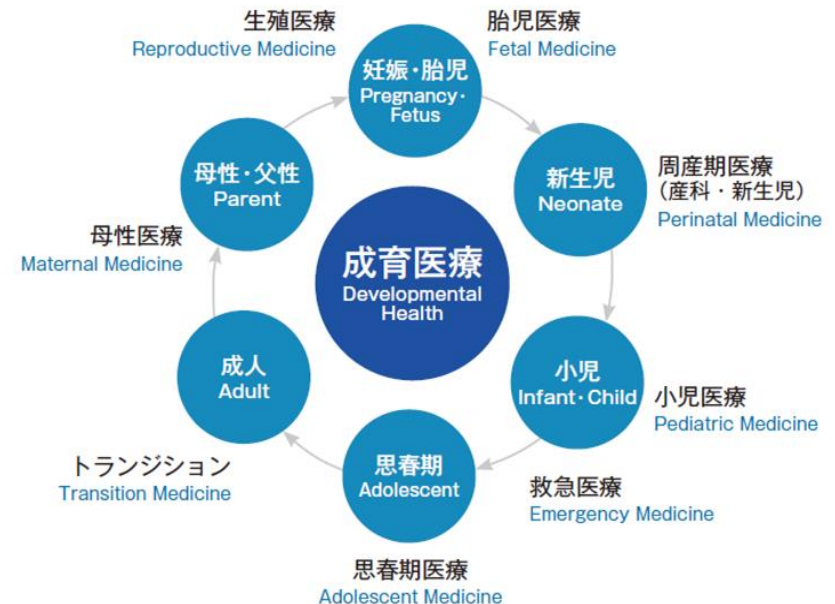 生殖医療
Reproductive Medicine
胎児医療
Fetal Medicine
妊娠・胎児
Pregnancy・
Fetus
新生児
Neonate
周産期医療
（産科・新生児）
Perinatal Medicine
母性・父性
Parent
母性医療
Maternal Medicine
成育医療
Developmental
Health
成人
Adult
小児
Infant・Child
小児医療
Pediatric Medicine
思春期
Adolescent
トランジション
Transition Medicine
救急医療
Emergency Medicine
思春期医療
Adolescent Medicine